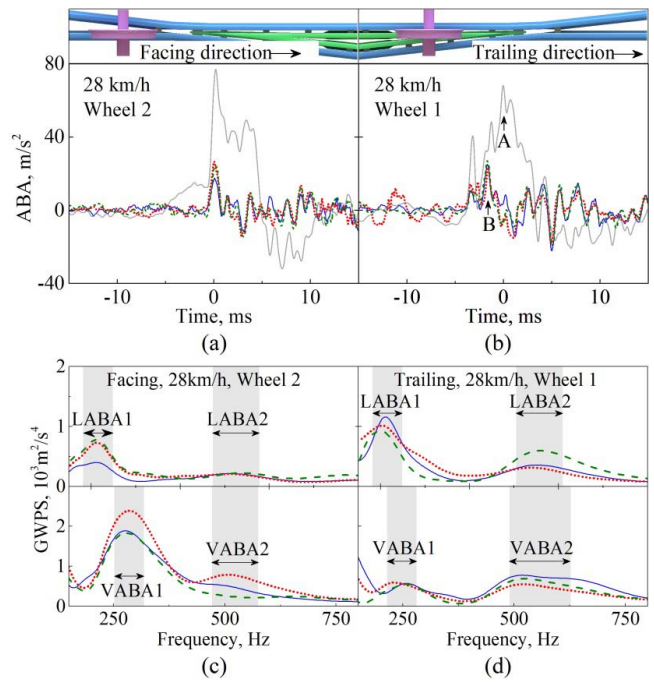 Facing direction
Trailing direction
28 km/h
Wheel 2
28 km/h
Wheel 1
A
B
80
40
0
-40
ABA, m/s²
-10 0 10
-10 0 10
Time, ms
Time, ms
(a)
(b)
Facing, 28km/h, Wheel 2
Trailing, 28km/h, Wheel 1
LABA1
LABA2
LABA1
LABA2
2
1
0
2
1
0
GWPS, 10³m²/s⁴
VABA1
VABA2
VABA1
VABA2
250 500 750
250 500 750
Frequency, Hz
Frequency, Hz
(c)
(d)